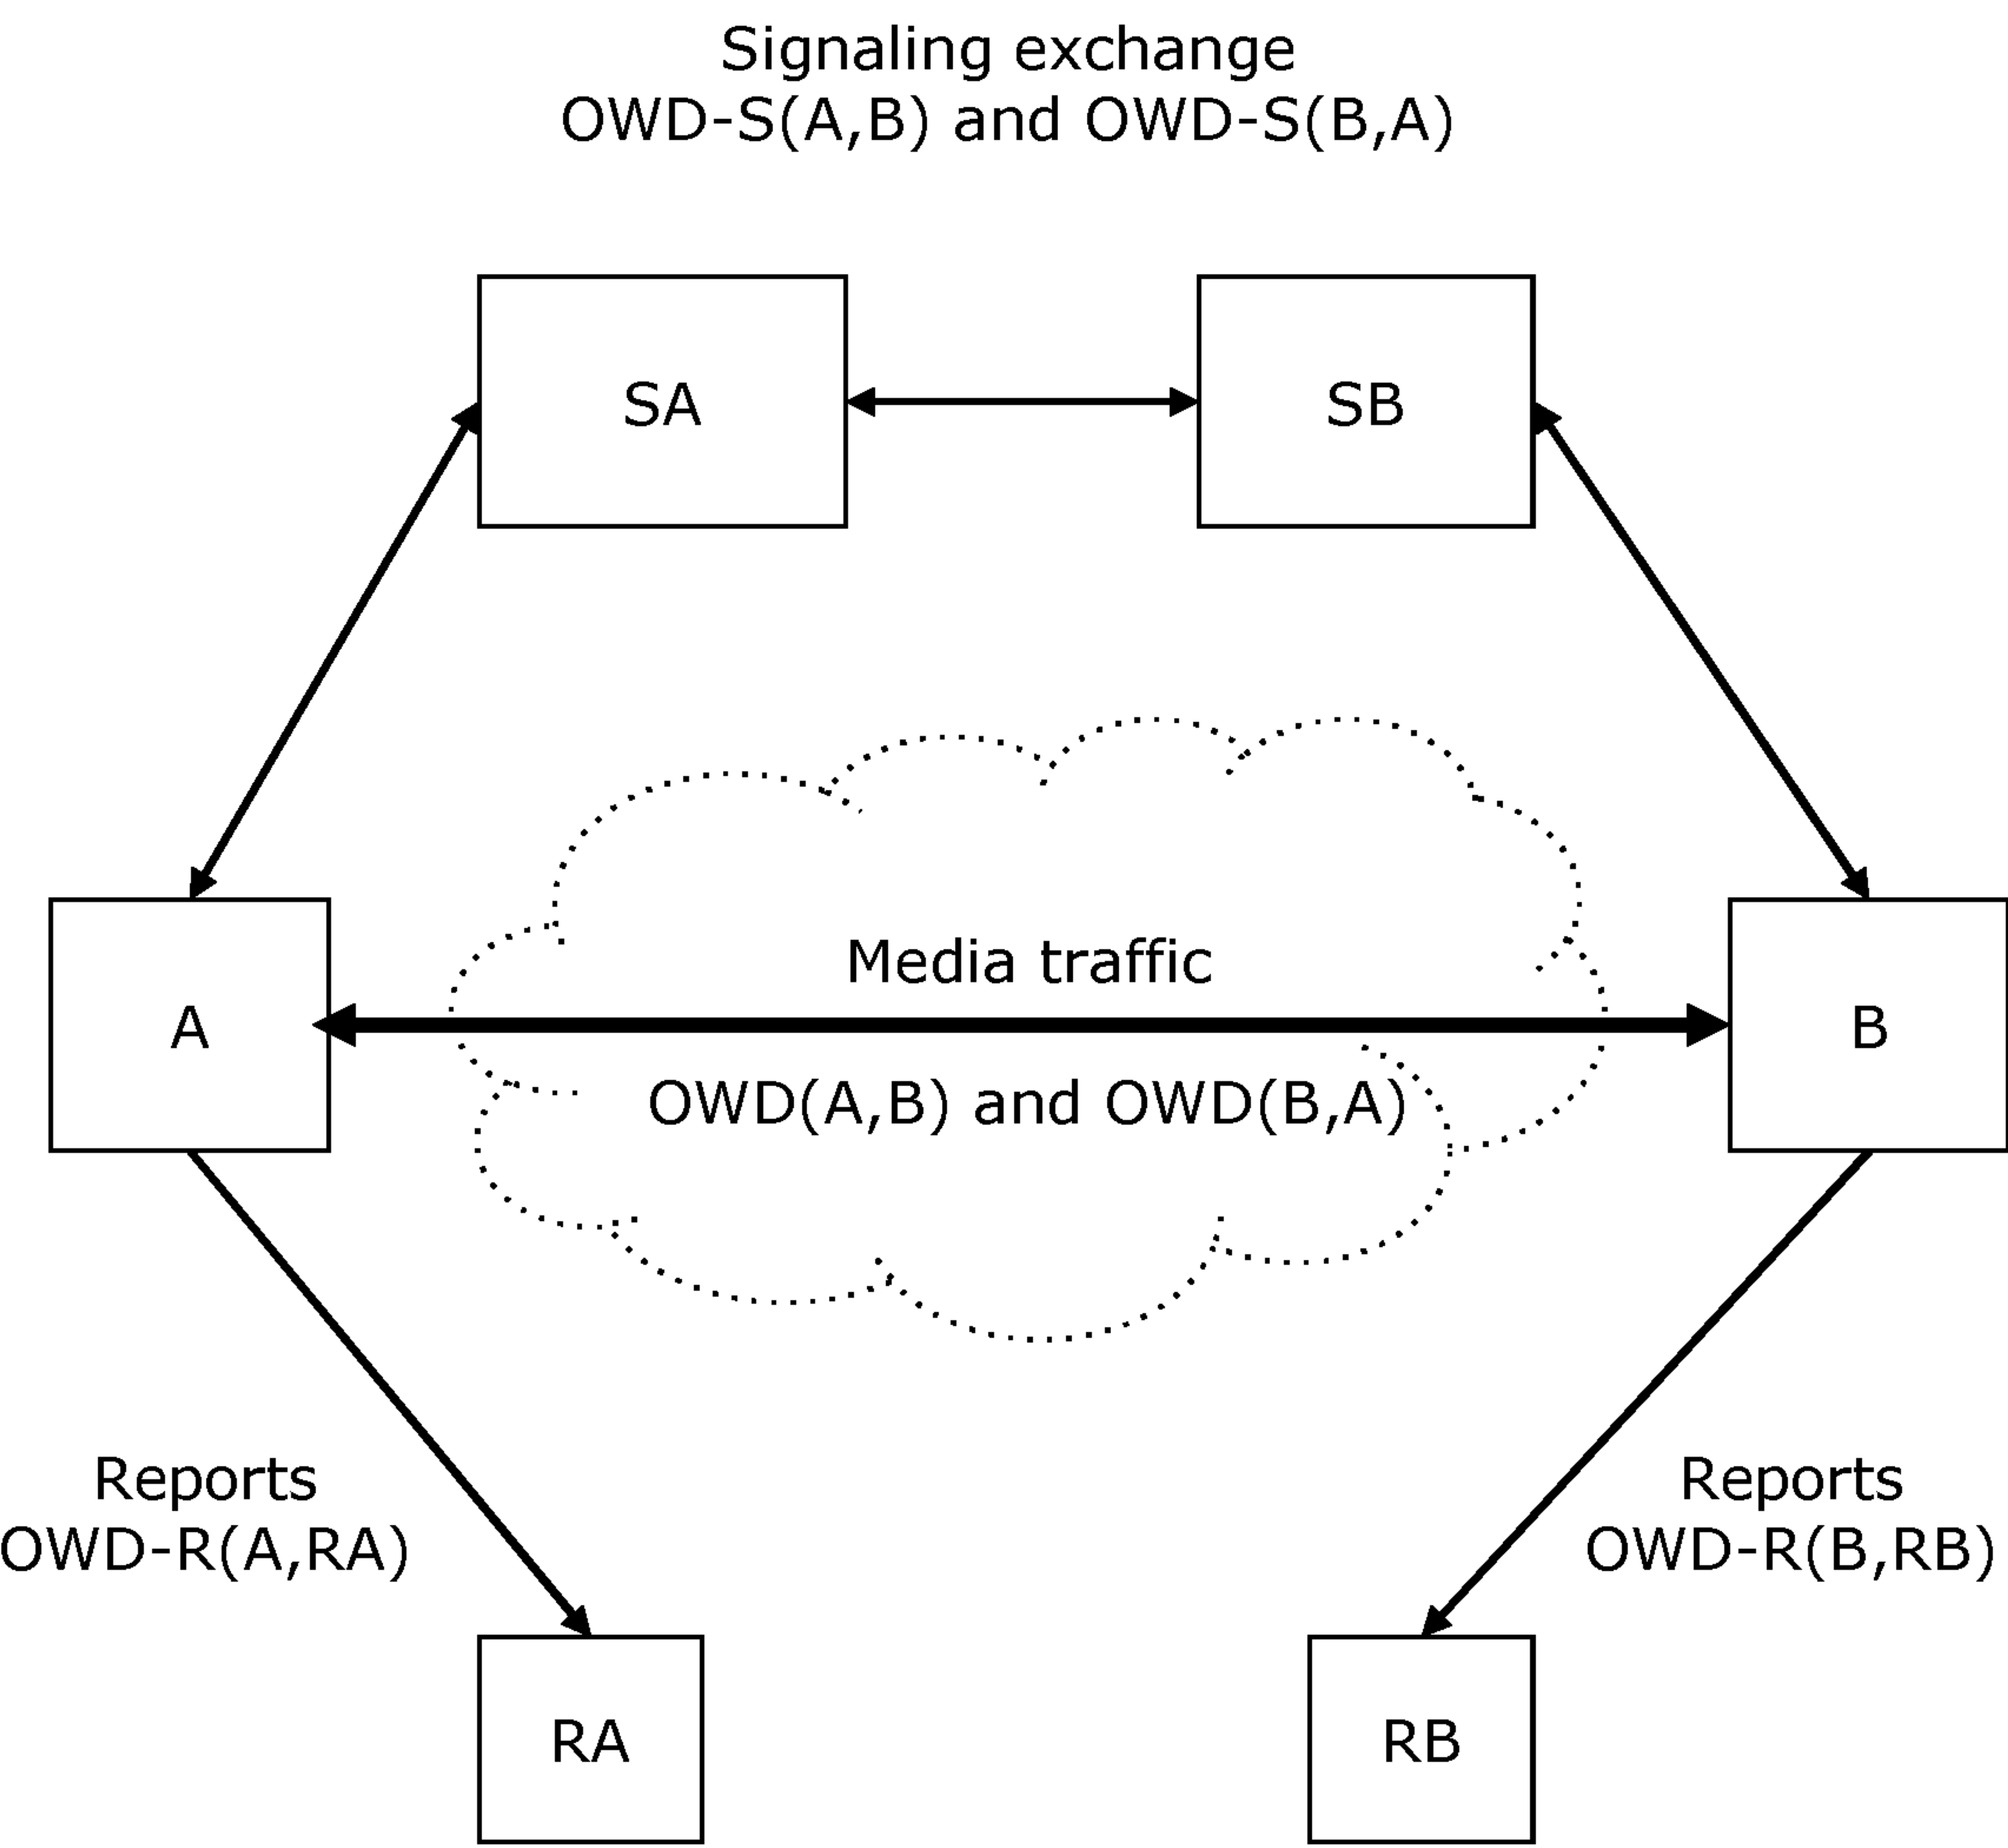 Signaling exchange
OWD-S(A,B) and OWD-S(B,A)
SA
SB
Media traffic
A
B
OWD(A,B) and OWD(B,A)
Reports
OWD-R(A,RA)
Reports
OWD-R(B,RB)
RA
RB